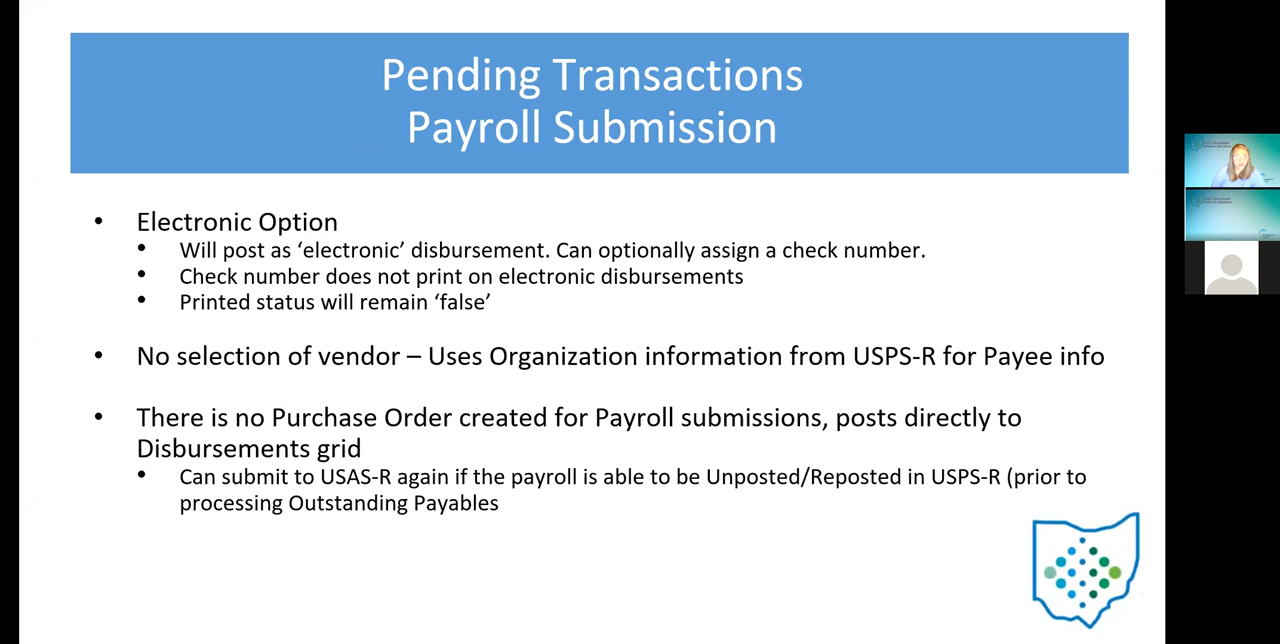 Pending Transactions
Payroll Submission
• Electronic Option
• Will post as ‘electronic’ disbursement. Can optionally assign a check number.
• Check number does not print on electronic disbursements
• Printed status will remain ‘false’
• No selection of vendor – Uses Organization information from USPS-R for Payee info
• There is no Purchase Order created for Payroll submissions, posts directly to
Disbursements grid
• Can submit to USAS-R again if the payroll is able to be Unposted/Reposted in USPS-R (prior to
processing Outstanding Payables